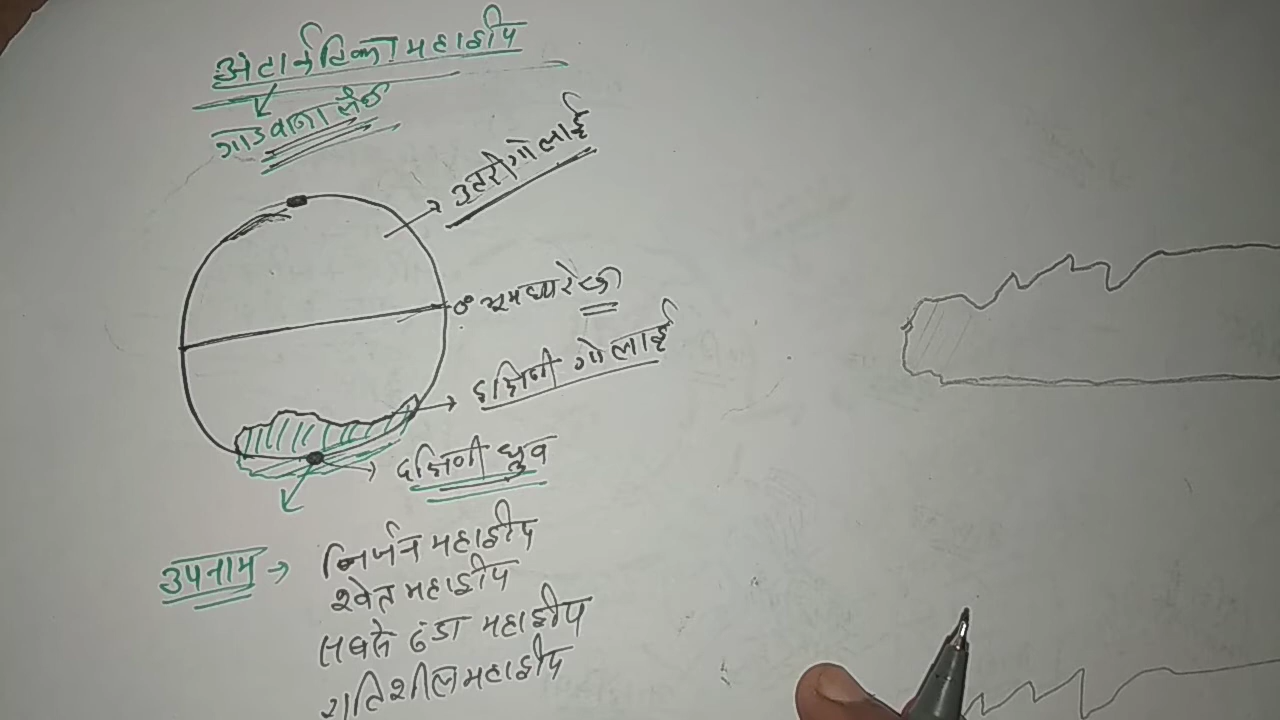 अंटार्कटिका महाद्वीप
गाडवाना लैंड
उत्तरी गोलार्द्ध
0° भूमध्य रेखा
दक्षिणी गोलार्द्ध
दक्षिणी ध्रुव
उपनाम → निर्जन महाद्वीप
श्वेत महाद्वीप
सबसे ठंडा महाद्वीप
गतिशील महाद्वीप